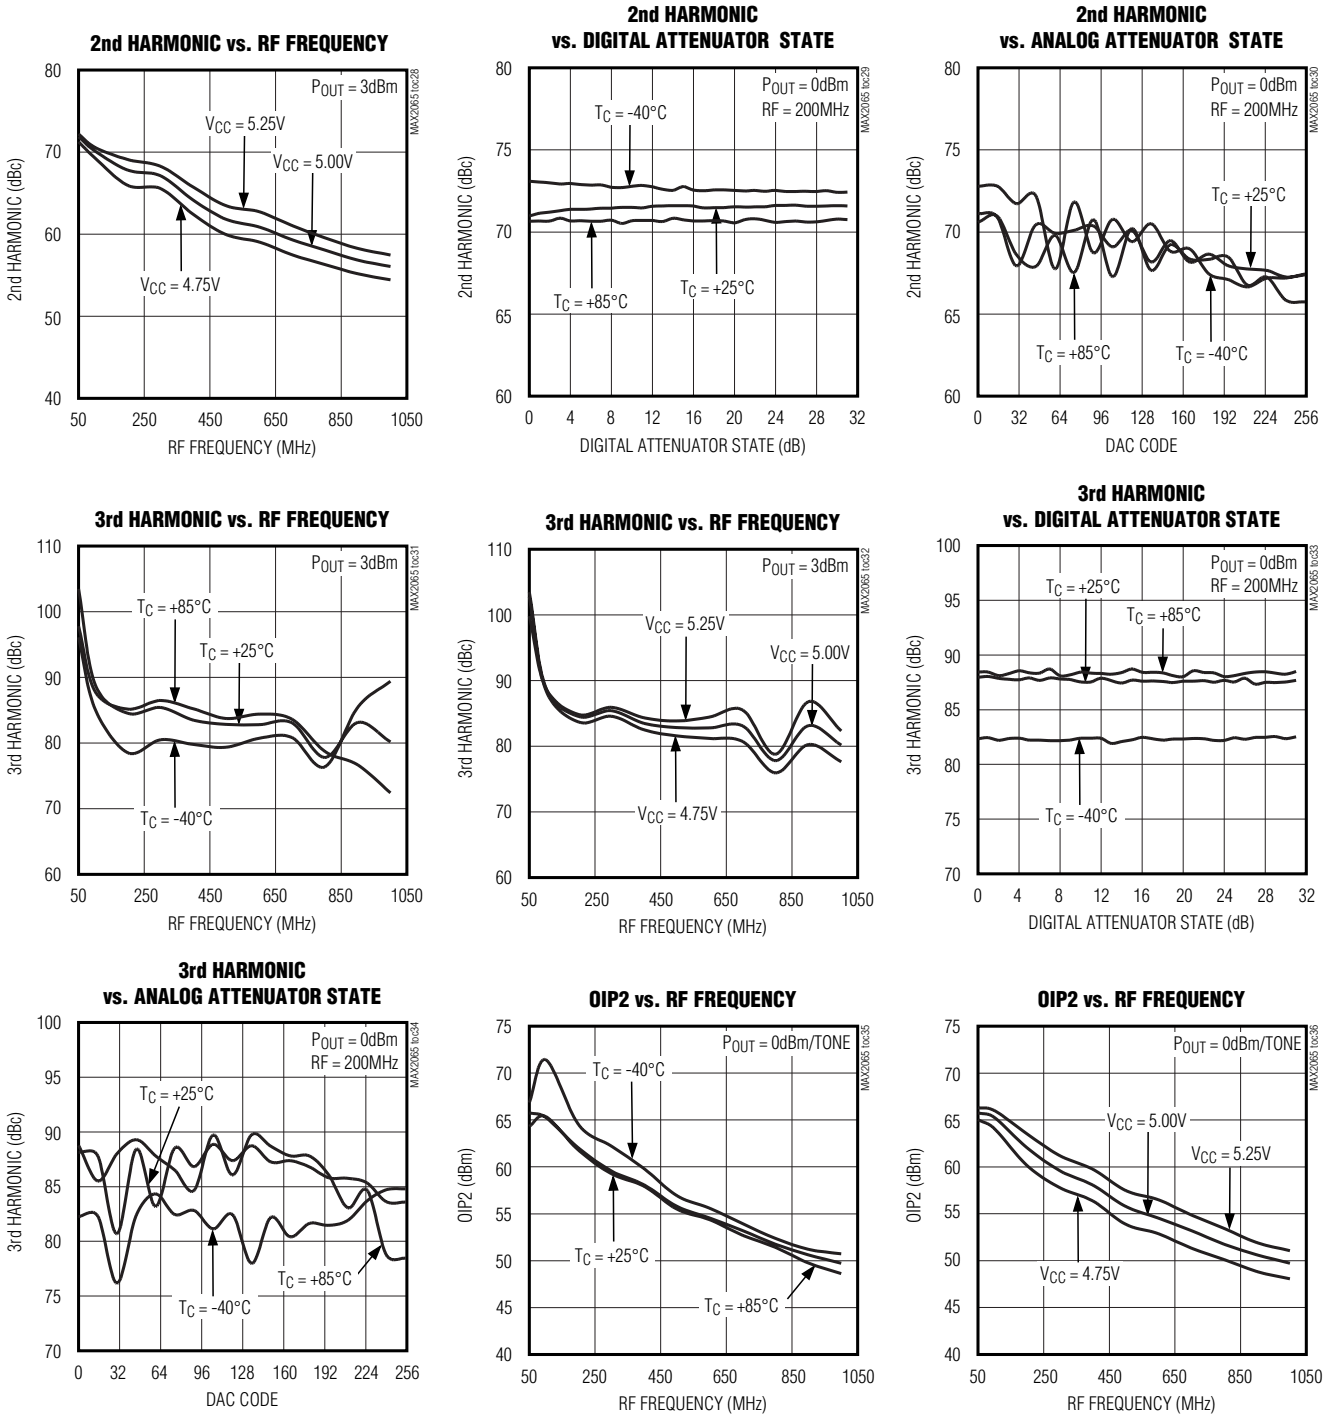 2nd HARMONIC vs. RF FREQUENCY
MAX2065 toc28
POUT = 3dBm
VCC = 5.25V
VCC = 5.00V
VCC = 4.75V
2nd HARMONIC (dBc)
80
70
60
50
40
50 250 450 650 850 1050
RF FREQUENCY (MHz)
2nd HARMONIC
vs. DIGITAL ATTENUATOR STATE
MAX2065 toc29
POUT = 0dBm
RF = 200MHz
TC = -40°C
TC = +85°C
TC = +25°C
2nd HARMONIC (dBc)
80
75
70
65
60
0 4 8 12 16 20 24 28 32
DIGITAL ATTENUATOR STATE (dB)
2nd HARMONIC
vs. ANALOG ATTENUATOR STATE
MAX2065 toc30
POUT = 0dBm
RF = 200MHz
TC = +25°C
TC = +85°C
TC = -40°C
2nd HARMONIC (dBc)
80
75
70
65
60
0 32 64 96 128 160 192 224 256
DAC CODE
3rd HARMONIC vs. RF FREQUENCY
MAX2065 toc31
POUT = 3dBm
TC = +85°C
TC = +25°C
TC = -40°C
3rd HARMONIC (dBc)
110
100
90
80
70
60
50 250 450 650 850 1050
RF FREQUENCY (MHz)
3rd HARMONIC vs. RF FREQUENCY
MAX2065 toc32
POUT = 3dBm
VCC = 5.25V
VCC = 5.00V
VCC = 4.75V
3rd HARMONIC (dBc)
110
100
90
80
70
60
50 250 450 650 850 1050
RF FREQUENCY (MHz)
3rd HARMONIC
vs. DIGITAL ATTENUATOR STATE
MAX2065 toc33
POUT = 0dBm
RF = 200MHz
TC = +25°C
TC = +85°C
TC = -40°C
3rd HARMONIC (dBc)
100
95
90
85
80
75
70
0 4 8 12 16 20 24 28 32
DIGITAL ATTENUATOR STATE (dB)
3rd HARMONIC
vs. ANALOG ATTENUATOR STATE
MAX2065 toc34
POUT = 0dBm
RF = 200MHz
TC = +25°C
TC = +85°C
TC = -40°C
3rd HARMONIC (dBc)
100
95
90
85
80
75
70
0 32 64 96 128 160 192 224 256
DAC CODE
OIP2 vs. RF FREQUENCY
MAX2065 toc35
POUT = 0dBm/TONE
TC = -40°C
TC = +25°C
TC = +85°C
OIP2 (dBm)
75
70
65
60
55
50
45
40
50 250 450 650 850 1050
RF FREQUENCY (MHz)
OIP2 vs. RF FREQUENCY
MAX2065 toc36
POUT = 0dBm/TONE
VCC = 5.00V
VCC = 5.25V
VCC = 4.75V
OIP2 (dBm)
75
70
65
60
55
50
45
40
50 250 450 650 850 1050
RF FREQUENCY (MHz)